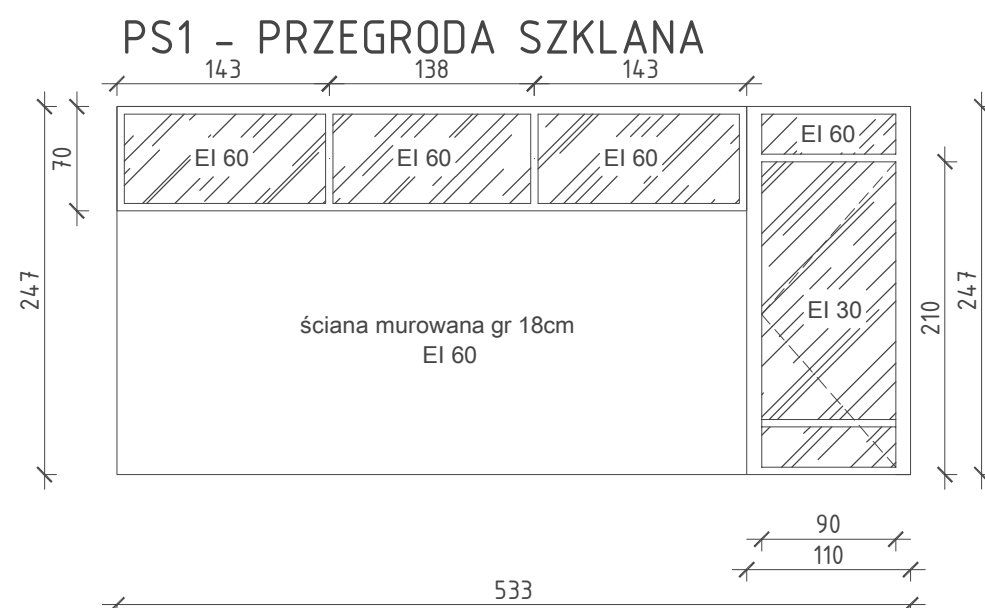 PS1 - PRZEGRODA SZKLANA
143 138 143
EI 60 EI 60 EI 60 EI 60
70
247
ściana murowana gr 18cm
EI 60
EI 30
210
247
90
110
533